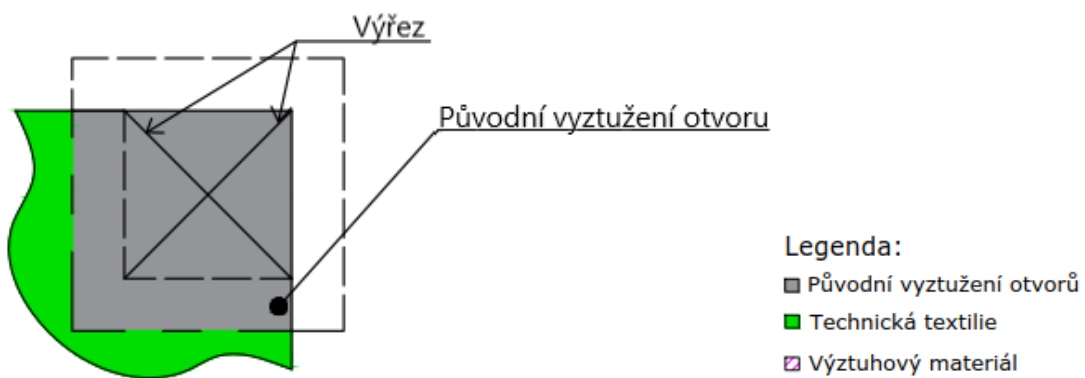 Výřez
Původní vyztužení otvoru
Legenda:
Původní vyztužení otvorů
Technická textilie
Výztuhový materiál